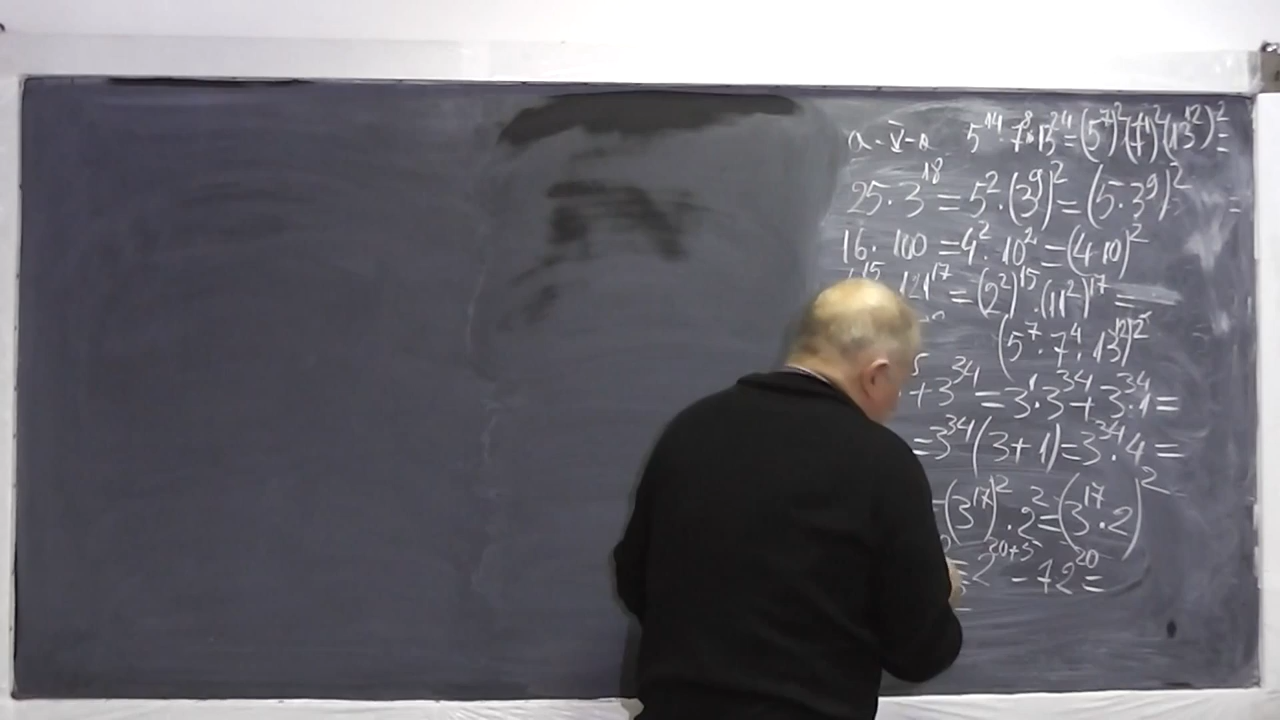 a V-a 5^14 · 7^8 · 13^24 = (5^7)^2 (7^4)^2 (13^12)^2 =
25 · 3^18 = 5^2 · (3^9)^2 = (5 · 3^9)^2 =
16 · 100 = 4^2 · 10^2 = (4 · 10)^2
121^17 = (2^2)^15 · (11^2)^17 =
(5^7 · 7^4 · 13^12)^2
+ 3^34 = 3^1 · 3^34 + 3^34 · 1 =
= 3^34 (3 + 1) = 3^34 · 4 =
(3^17)^2 · 2^2 = (3^17 · 2)^2
= 2^20+5 - 7 2^20 =